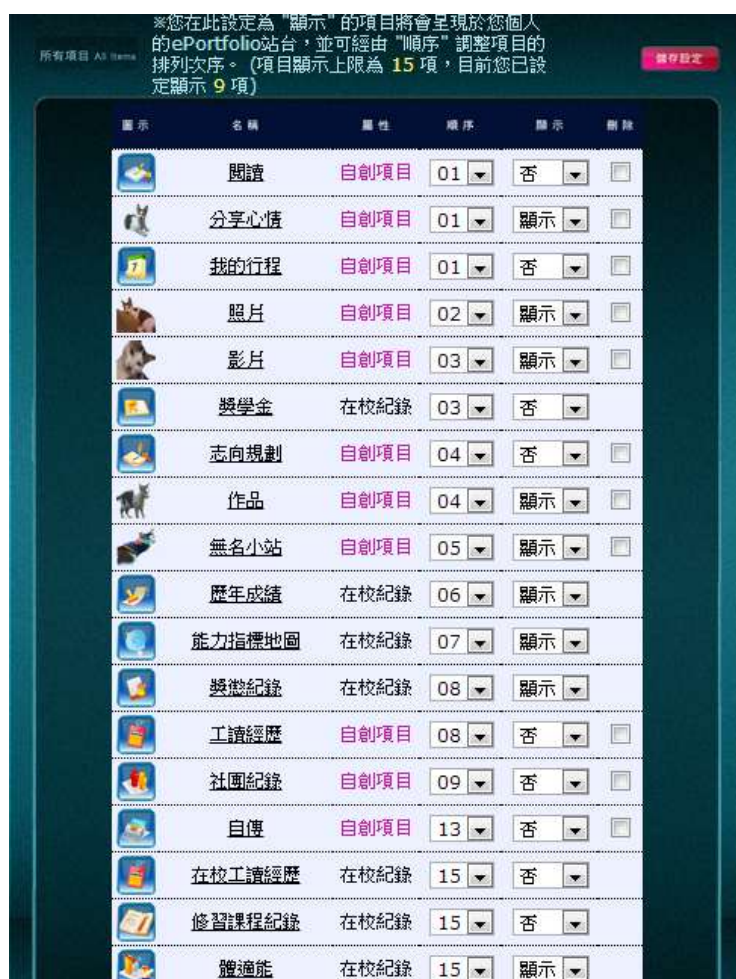 ※您在此設定為 "顯示" 的項目將會呈現於您個人
的ePortfolio站台，並可經由 "順序" 調整項目的
排列次序。 (項目顯示上限為 15 項，目前您已設
定顯示 9 項)
所有項目 All Items
儲存設定
圖示 名稱 屬性 順序 顯示 刪除
閱讀 自創項目 01 否
分享心情 自創項目 01 顯示
7 我的行程 自創項目 01 否
照片 自創項目 02 顯示
影片 自創項目 03 顯示
獎學金 在校紀錄 03 否
志向規劃 自創項目 04 否
作品 自創項目 04 顯示
無名小站 自創項目 05 顯示
歷年成績 在校紀錄 06 顯示
能力指標地圖 在校紀錄 07 顯示
獎懲紀錄 在校紀錄 08 顯示
工讀經歷 自創項目 08 否
社團紀錄 自創項目 09 否
自傳 自創項目 13 否
在校工讀經歷 在校紀錄 15 否
修習課程紀錄 在校紀錄 15 否
體適能 在校紀錄 15 顯示